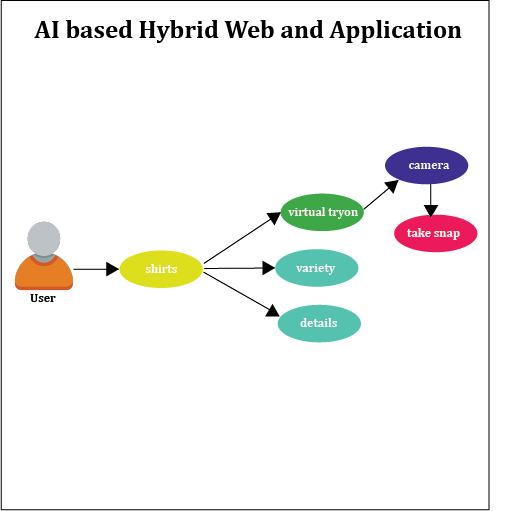 AI based Hybrid Web and Application
camera
virtual tryon
take snap
shirts
variety
User
details